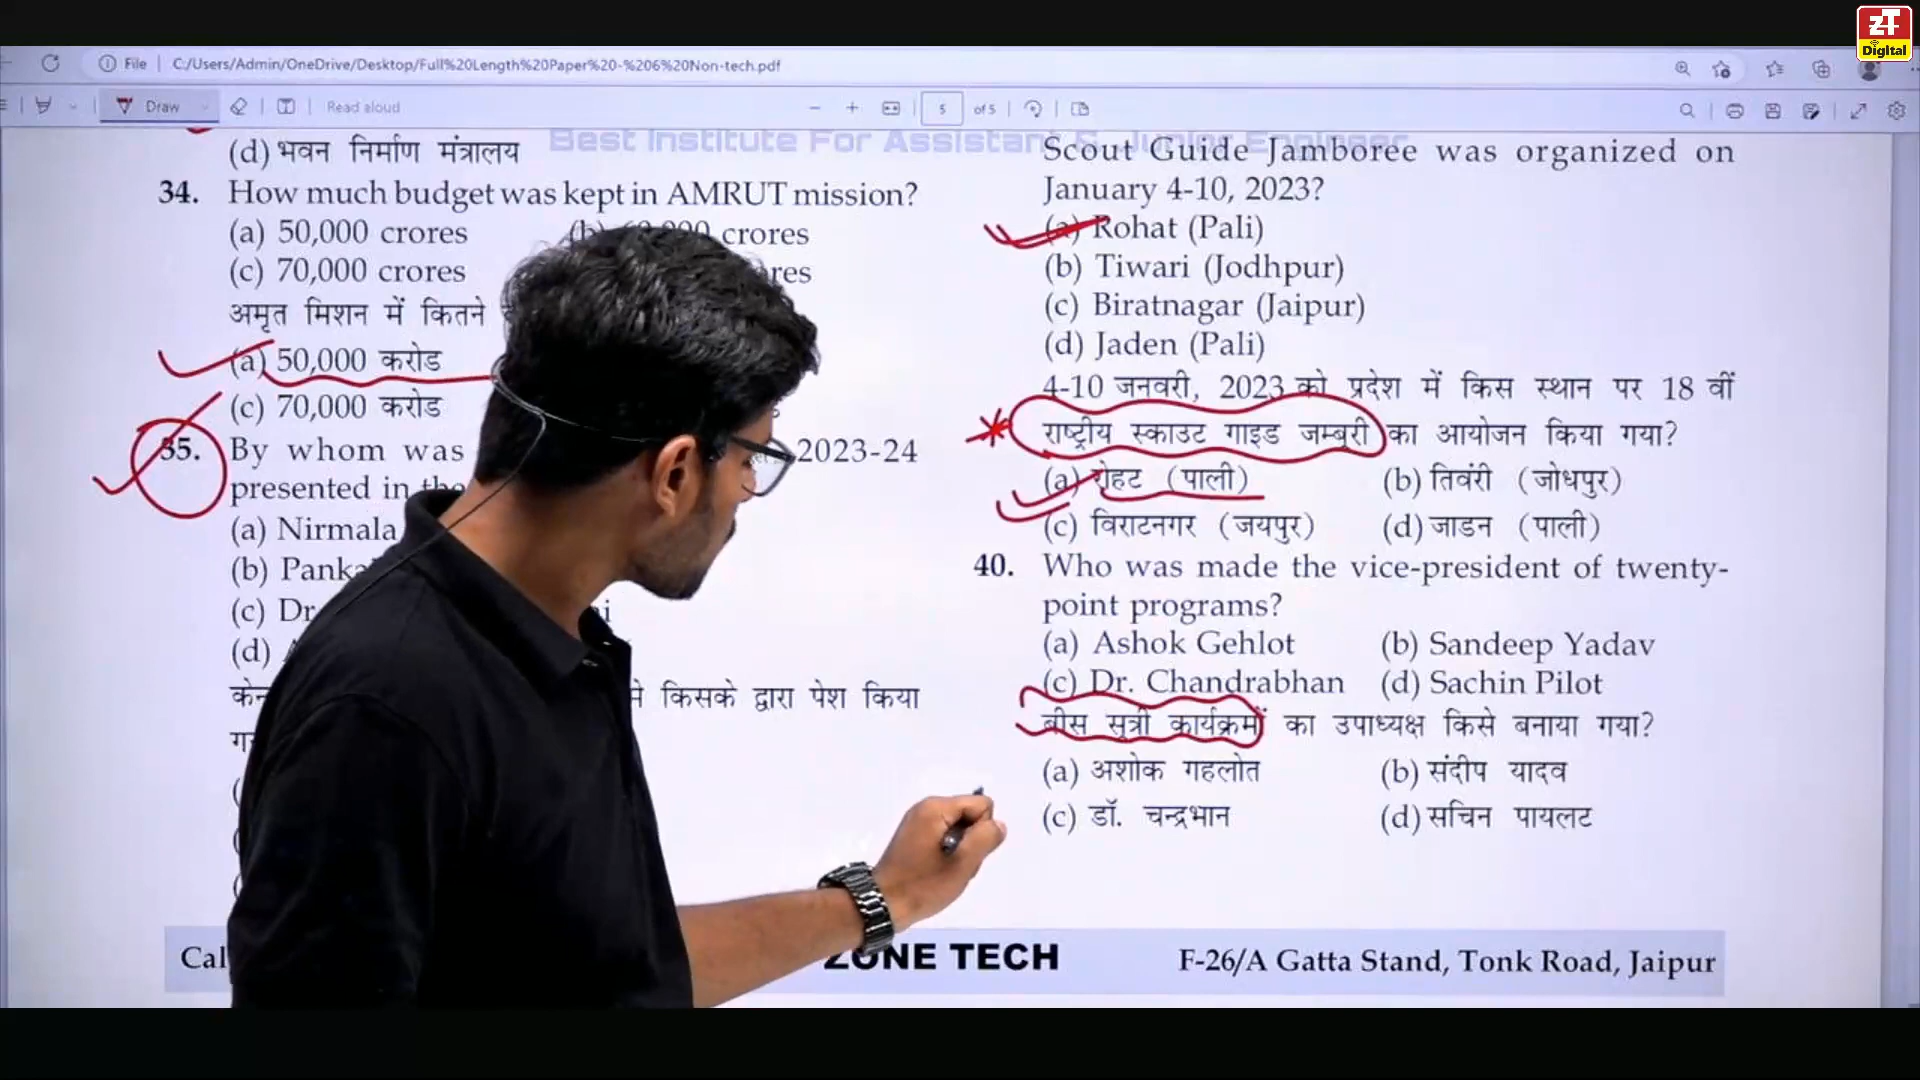 ZT
Digital
File
C:/Users/Admin/OneDrive/Desktop/Full%20Length%20Paper%20-%206%20Non-tech.pdf
Draw
Read aloud
5
of 5
Best Institute For Assistant & Junior Engineer
(d) भवन निर्माण मंत्रालय
34. How much budget was kept in AMRUT mission?
(a) 50,000 crores (b) crores
(c) 70,000 crores
अमृत मिशन में कितने
(a) 50,000 करोड
(c) 70,000 करोड
35. By whom was 2023-24
presented in the
(a) Nirmala
(b)
(c) Dr.
(d)
से किसके द्वारा पेश किया
Scout Guide Jamboree was organized on
January 4-10, 2023?
(a) Rohat (Pali)
(b) Tiwari (Jodhpur)
(c) Biratnagar (Jaipur)
(d) Jaden (Pali)
4-10 जनवरी, 2023 को प्रदेश में किस स्थान पर 18 वीं
राष्ट्रीय स्काउट गाइड जम्बूरी का आयोजन किया गया?
(a) रोहट (पाली) (b) तिवंरी (जोधपुर)
(c) विराटनगर (जयपुर) (d) जाडन (पाली)
40. Who was made the vice-president of twenty-
point programs?
(a) Ashok Gehlot (b) Sandeep Yadav
(c) Dr. Chandrabhan (d) Sachin Pilot
बीस सूत्री कार्यक्रमों का उपाध्यक्ष किसे बनाया गया?
(a) अशोक गहलोत (b) संदीप यादव
(c) डॉ. चन्द्रभान (d) सचिन पायलट
ZONE TECH
F-26/A Gatta Stand, Tonk Road, Jaipur